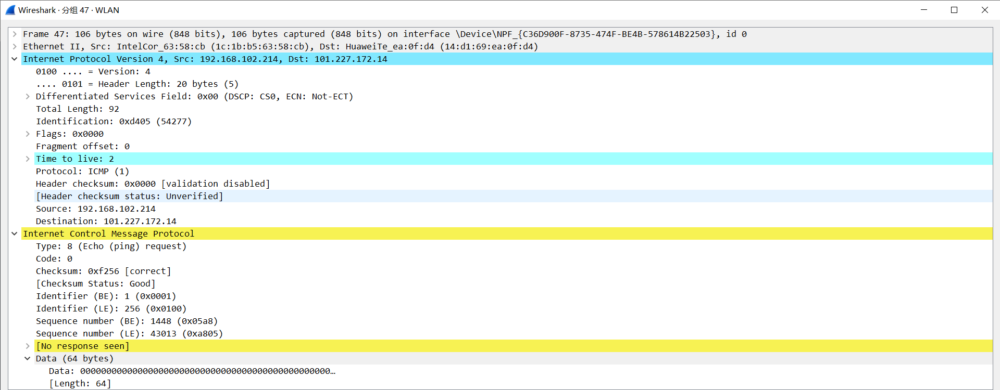 Wireshark · 分组 47 · WLAN
Frame 47: 106 bytes on wire (848 bits), 106 bytes captured (848 bits) on interface \Device\NPF_{C36D900F-8735-474F-BE4B-578614B22503}, id 0
Ethernet II, Src: IntelCor_63:58:cb (1c:1b:b5:63:58:cb), Dst: HuaweiTe_ea:0f:d4 (14:d1:69:ea:0f:d4)
Internet Protocol Version 4, Src: 192.168.102.214, Dst: 101.227.172.14
0100 .... = Version: 4
.... 0101 = Header Length: 20 bytes (5)
Differentiated Services Field: 0x00 (DSCP: CS0, ECN: Not-ECT)
Total Length: 92
Identification: 0xd405 (54277)
Flags: 0x0000
Fragment offset: 0
Time to live: 2
Protocol: ICMP (1)
Header checksum: 0x0000 [validation disabled]
[Header checksum status: Unverified]
Source: 192.168.102.214
Destination: 101.227.172.14
Internet Control Message Protocol
Type: 8 (Echo (ping) request)
Code: 0
Checksum: 0xf256 [correct]
[Checksum Status: Good]
Identifier (BE): 1 (0x0001)
Identifier (LE): 256 (0x0100)
Sequence number (BE): 1448 (0x05a8)
Sequence number (LE): 43013 (0xa805)
[No response seen]
Data (64 bytes)
Data: 000000000000000000000000000000000000000000000000…
[Length: 64]